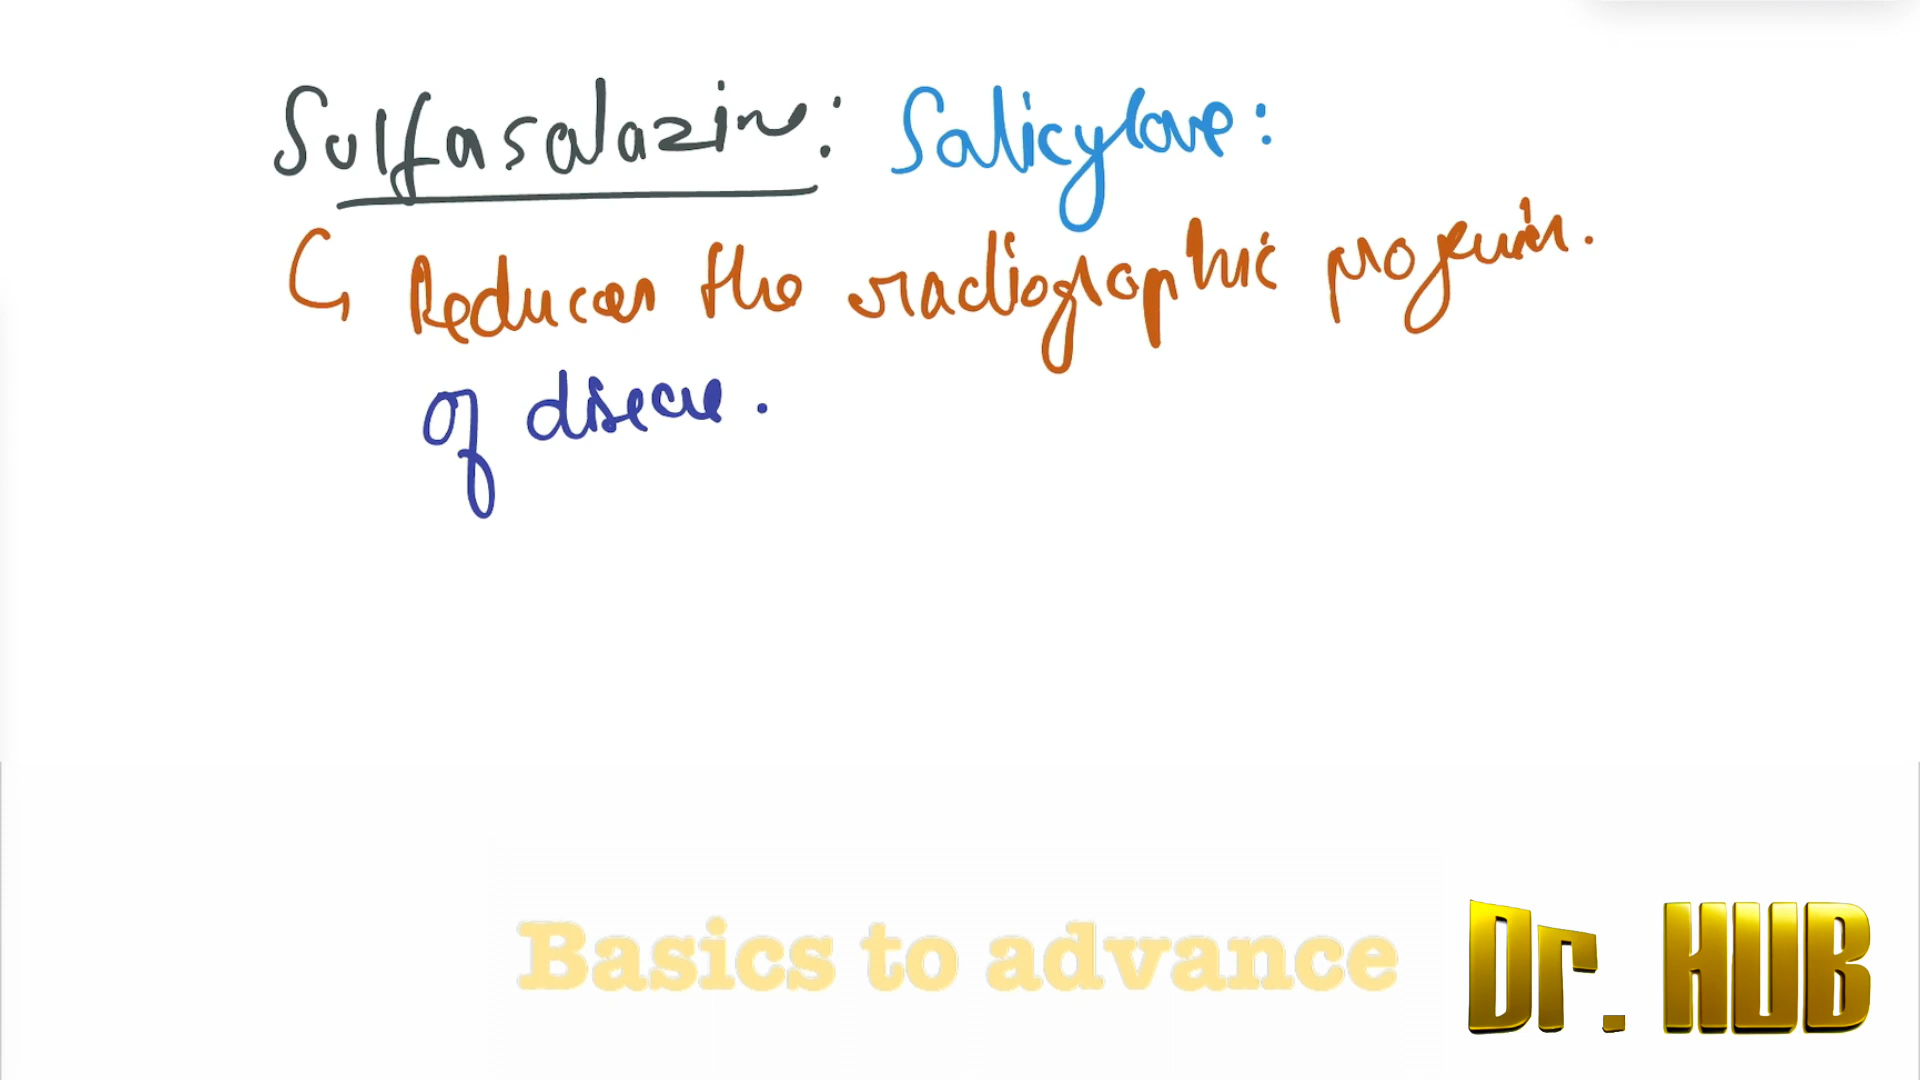 Sulfasalazine: Salicylate:
↳ Reduces the radiographic progression.
of disease.
Basics to advance
Dr. HUB